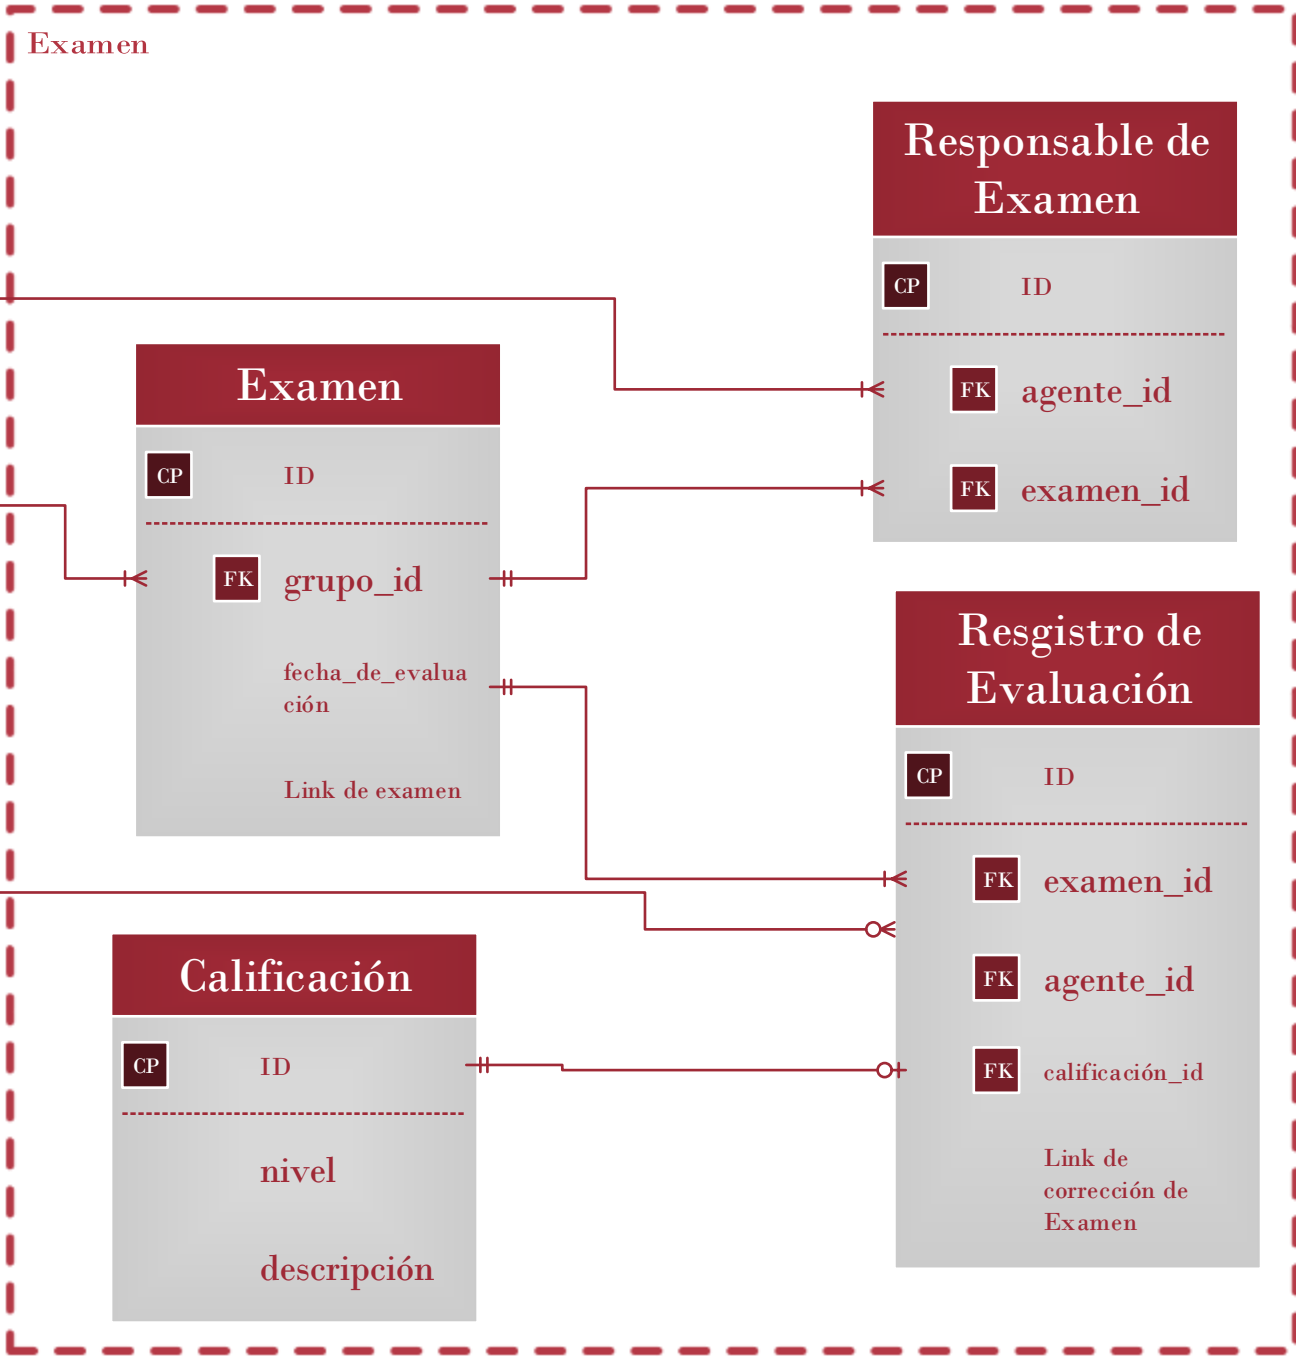 Examen
Responsable de
Examen
CP ID
FK agente_id
FK examen_id
Examen
CP ID
FK grupo_id
fecha_de_evalua
ción
Link de examen
Resgistro de
Evaluación
CP ID
FK examen_id
FK agente_id
FK calificación_id
Link de
corrección de
Examen
Calificación
CP ID
nivel
descripción